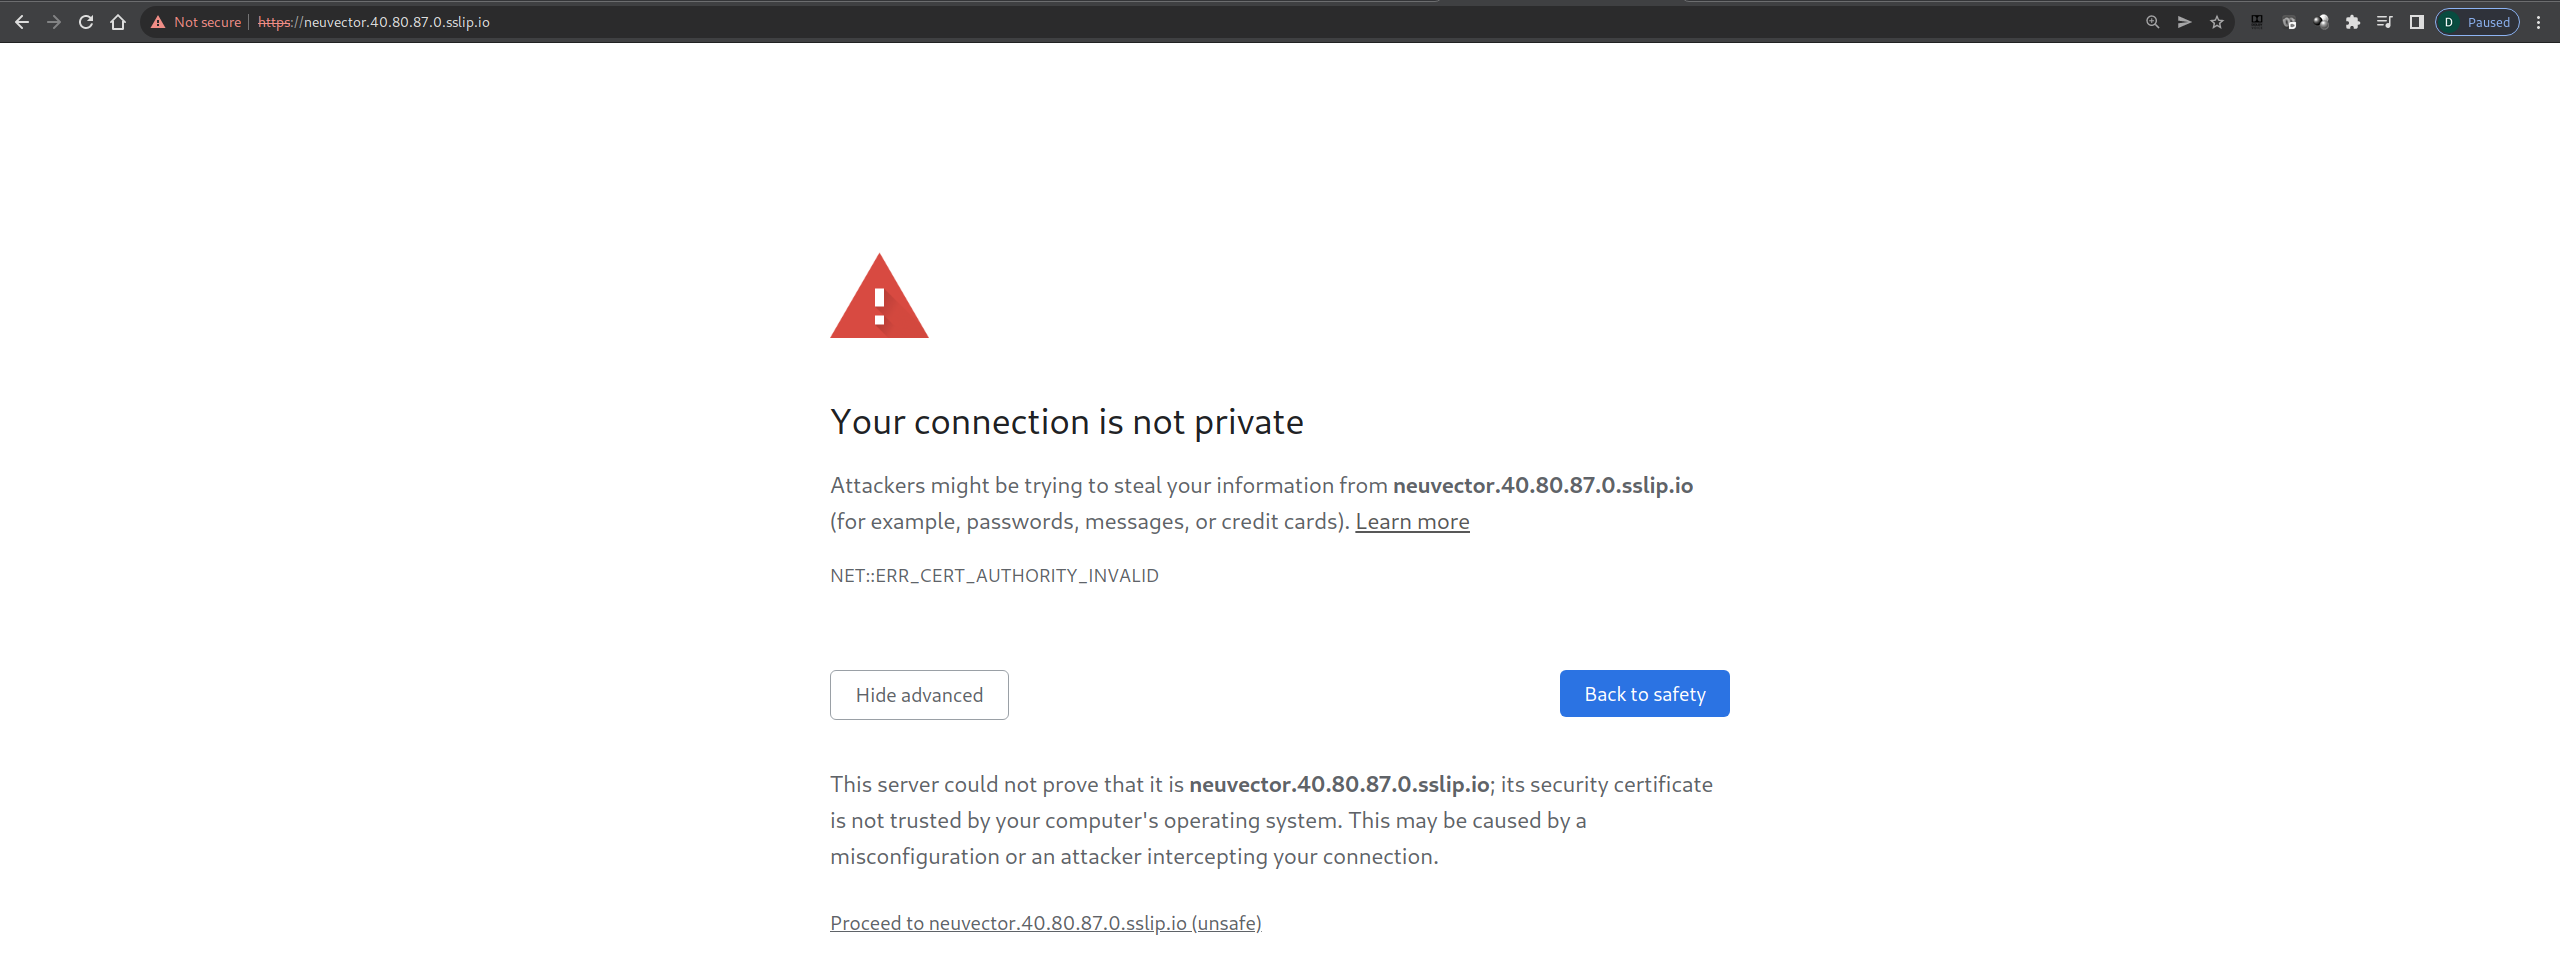 Not secure | https://neuvector.40.80.87.0.sslip.io
D Paused
Your connection is not private
Attackers might be trying to steal your information from neuvector.40.80.87.0.sslip.io
(for example, passwords, messages, or credit cards). Learn more
NET::ERR_CERT_AUTHORITY_INVALID
Hide advanced
Back to safety
This server could not prove that it is neuvector.40.80.87.0.sslip.io; its security certificate
is not trusted by your computer's operating system. This may be caused by a
misconfiguration or an attacker intercepting your connection.
Proceed to neuvector.40.80.87.0.sslip.io (unsafe)